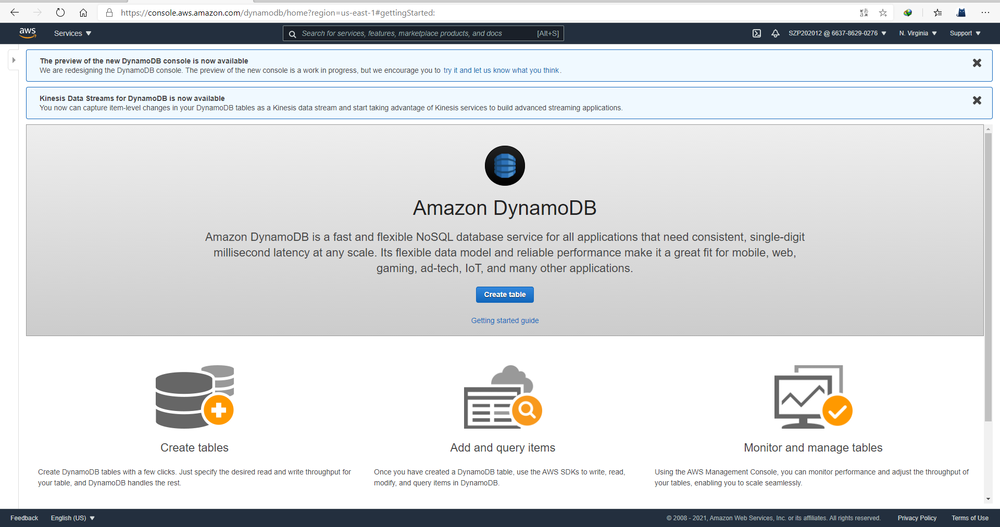 https://console.aws.amazon.com/dynamodb/home?region=us-east-1#gettingStarted:
aws
Services
Search for services, features, marketplace products, and docs
[Alt+S]
SZP202012 @ 6637-8629-0276
N. Virginia
Support
The preview of the new DynamoDB console is now available
We are redesigning the DynamoDB console. The preview of the new console is a work in progress, but we encourage you to try it and let us know what you think.
Kinesis Data Streams for DynamoDB is now available
You now can capture item-level changes in your DynamoDB tables as a Kinesis data stream and start taking advantage of Kinesis services to build advanced streaming applications.
Amazon DynamoDB
Amazon DynamoDB is a fast and flexible NoSQL database service for all applications that need consistent, single-digit
millisecond latency at any scale. Its flexible data model and reliable performance make it a great fit for mobile, web,
gaming, ad-tech, IoT, and many other applications.
Create table
Getting started guide
Create tables
Create DynamoDB tables with a few clicks. Just specify the desired read and write throughput for
your table, and DynamoDB handles the rest.
Add and query items
Once you have created a DynamoDB table, use the AWS SDKs to write, read,
modify, and query items in DynamoDB.
Monitor and manage tables
Using the AWS Management Console, you can monitor performance and adjust the throughput of
your tables, enabling you to scale seamlessly.
Feedback
English (US)
© 2008 - 2021, Amazon Web Services, Inc. or its affiliates. All rights reserved.
Privacy Policy
Terms of Use